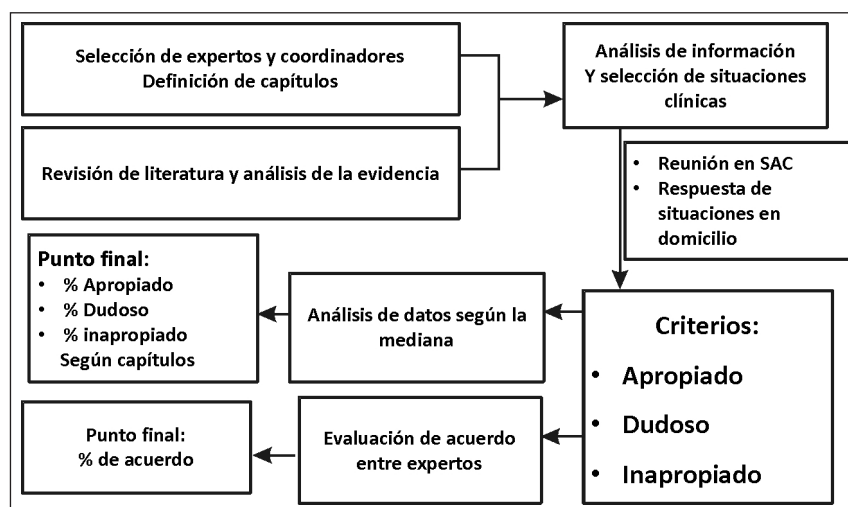 Selección de expertos y coordinadores
Definición de capítulos
Revisión de literatura y análisis de la evidencia
Análisis de información
Y selección de situaciones
clínicas
• Reunión en SAC
• Respuesta de
situaciones en
domicilio
Criterios:
• Apropiado
• Dudoso
• Inapropiado
Análisis de datos según la
mediana
Punto final:
• % Apropiado
• % Dudoso
• % inapropiado
Según capítulos
Evaluación de acuerdo
entre expertos
Punto final:
% de acuerdo